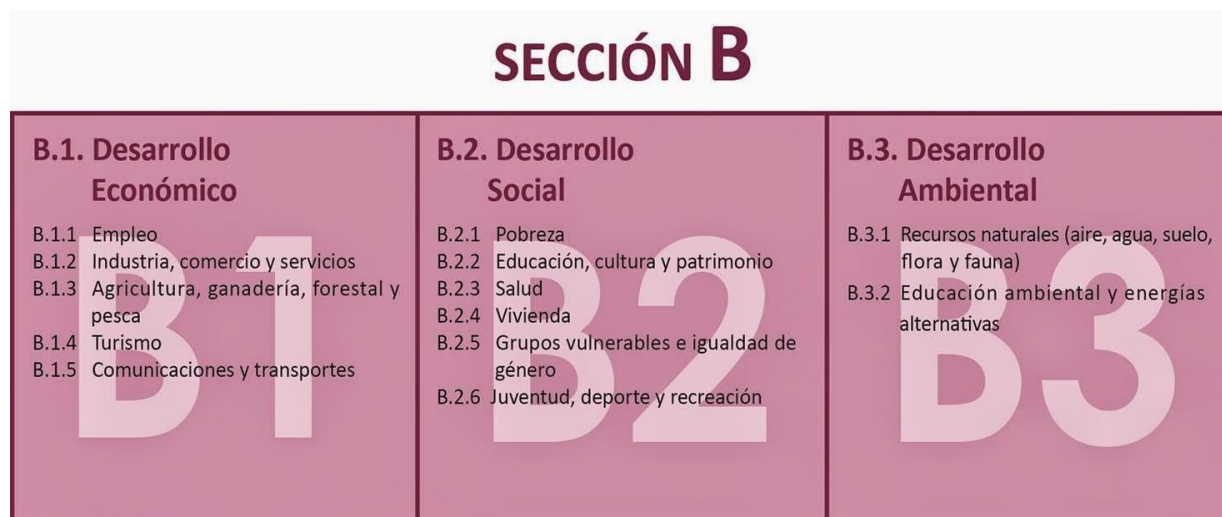 SECCIÓN B
B.1. Desarrollo
Económico
B.1.1 Empleo
B.1.2 Industria, comercio y servicios
B.1.3 Agricultura, ganadería, forestal y
pesca
B.1.4 Turismo
B.1.5 Comunicaciones y transportes
B1
B.2. Desarrollo
Social
B.2.1 Pobreza
B.2.2 Educación, cultura y patrimonio
B.2.3 Salud
B.2.4 Vivienda
B.2.5 Grupos vulnerables e igualdad de
género
B.2.6 Juventud, deporte y recreación
B2
B.3. Desarrollo
Ambiental
B.3.1 Recursos naturales (aire, agua, suelo,
flora y fauna)
B.3.2 Educación ambiental y energías
alternativas
B3